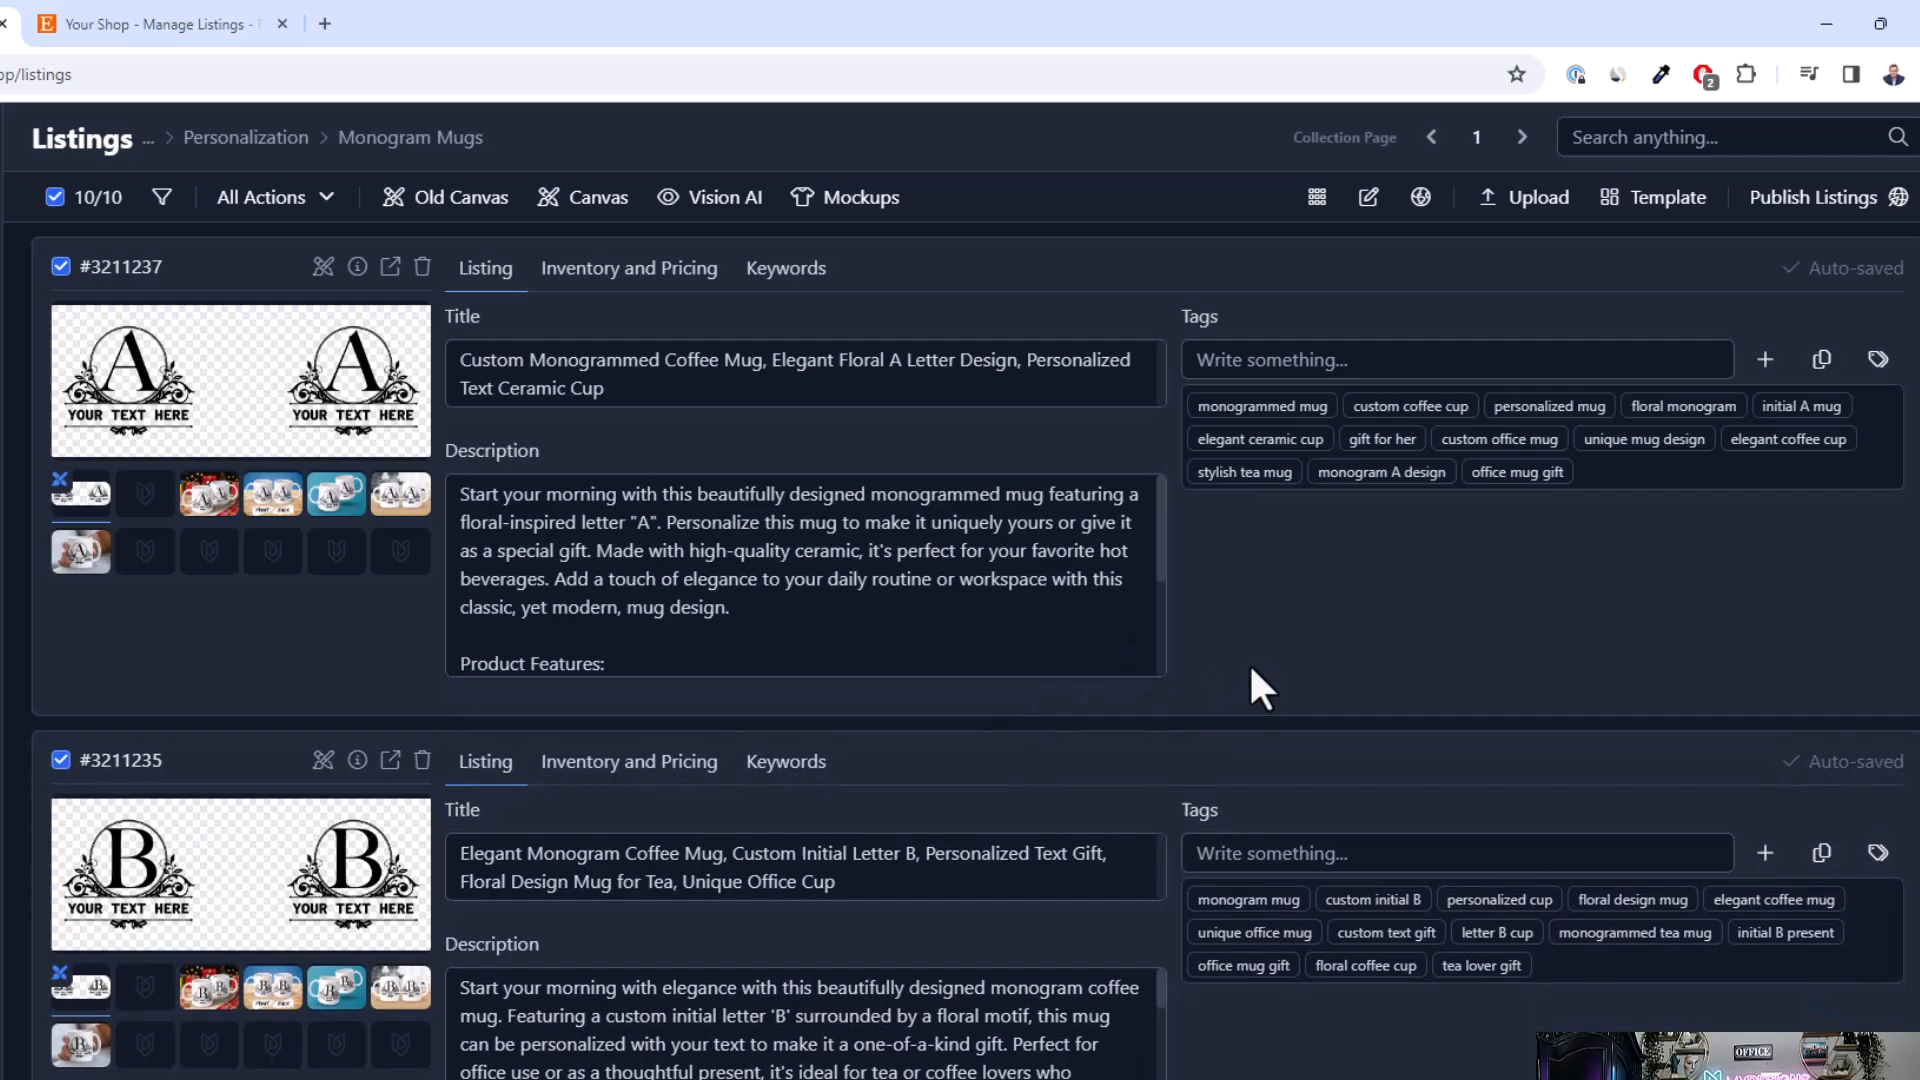 Your Shop - Manage Listings -
2
op/listings
Listings ... > Personalization > Monogram Mugs
Collection Page
1
Search anything...
10/10
All Actions
Old Canvas
Canvas
Vision AI
Mockups
Upload
Template
Publish Listings
#3211237
Listing
Inventory and Pricing
Keywords
Auto-saved
A A
YOUR TEXT HERE YOUR TEXT HERE
Title
Custom Monogrammed Coffee Mug, Elegant Floral A Letter Design, Personalized
Text Ceramic Cup
Description
Start your morning with this beautifully designed monogrammed mug featuring a
floral-inspired letter "A". Personalize this mug to make it uniquely yours or give it
as a special gift. Made with high-quality ceramic, it's perfect for your favorite hot
beverages. Add a touch of elegance to your daily routine or workspace with this
classic, yet modern, mug design.
Product Features:
Tags
Write something...
monogrammed mug custom coffee cup personalized mug floral monogram initial A mug
elegant ceramic cup gift for her custom office mug unique mug design elegant coffee cup
stylish tea mug monogram A design office mug gift
#3211235
Listing
Inventory and Pricing
Keywords
Auto-saved
B B
YOUR TEXT HERE YOUR TEXT HERE
Title
Elegant Monogram Coffee Mug, Custom Initial Letter B, Personalized Text Gift,
Floral Design Mug for Tea, Unique Office Cup
Description
Start your morning with elegance with this beautifully designed monogram coffee
mug. Featuring a custom initial letter 'B' surrounded by a floral motif, this mug
can be personalized with your text to make it a one-of-a-kind gift. Perfect for
office use or as a thoughtful present, it's ideal for tea or coffee lovers who
Tags
Write something...
monogram mug custom initial B personalized cup floral design mug elegant coffee mug
unique office mug custom text gift letter B cup monogrammed tea mug initial B present
office mug gift floral coffee cup tea lover gift
OFFICE